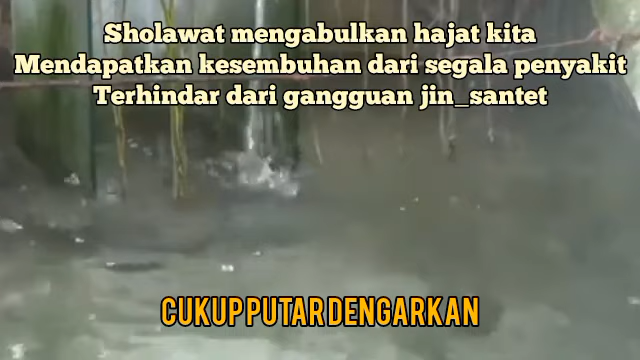 Sholawat mengabulkan hajat kita
Mendapatkan kesembuhan dari segala penyakit
Terhindar dari gangguan jin_santet
CUKUP PUTAR DENGARKAN